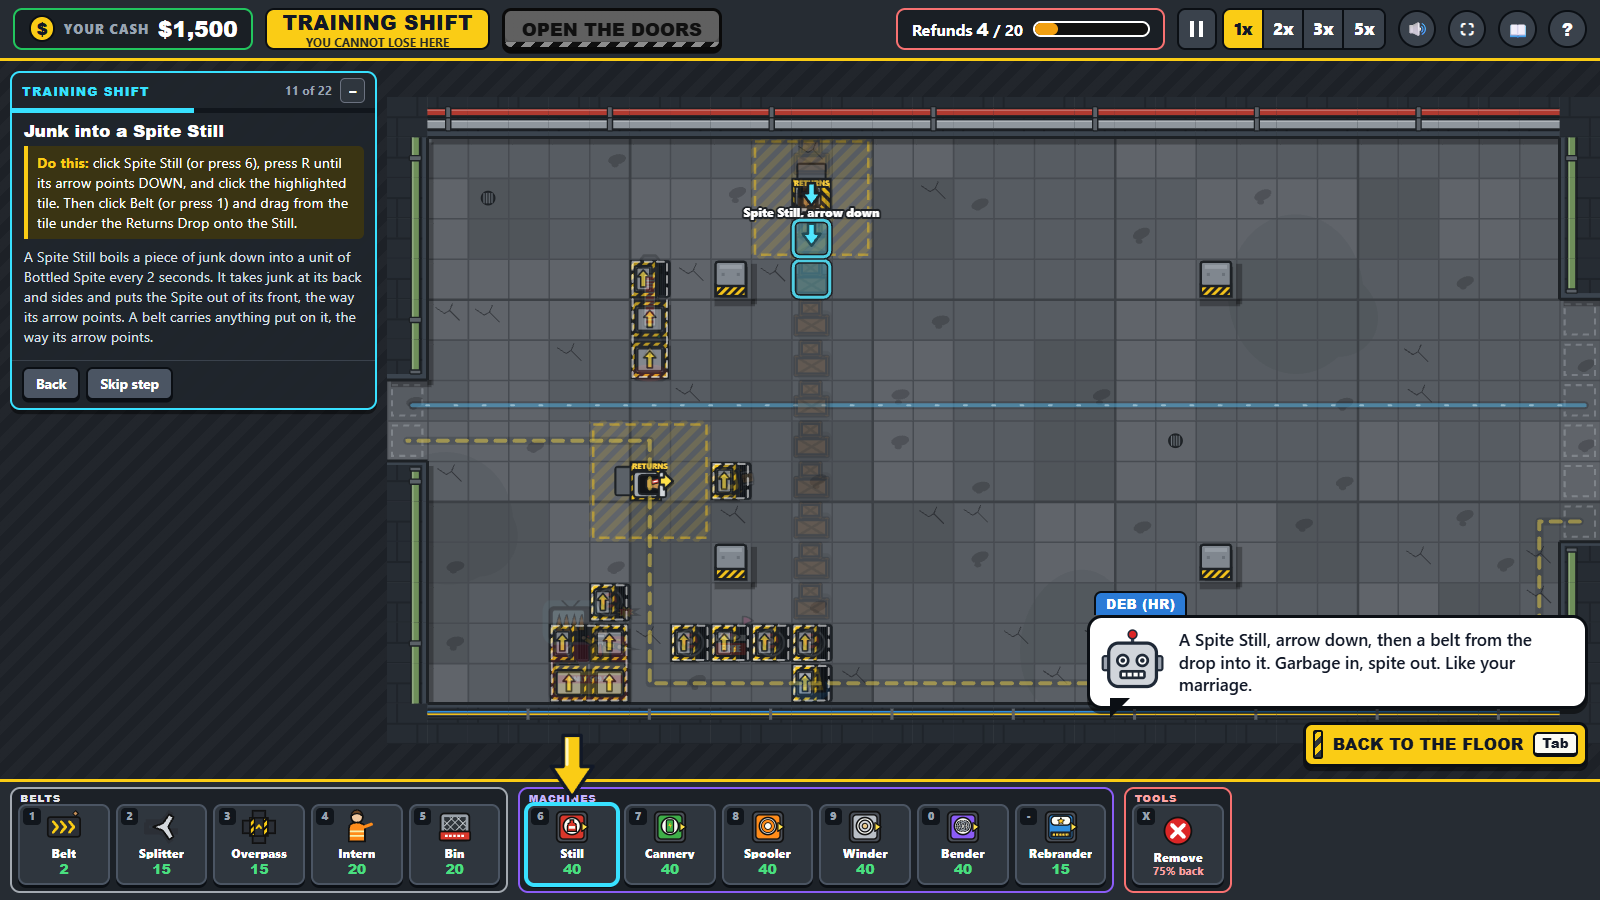 $ YOUR CASH $1,500
TRAINING SHIFT
YOU CANNOT LOSE HERE
OPEN THE DOORS
Refunds 4 / 20
1x 2x 3x 5x
?
TRAINING SHIFT 11 of 22
Junk into a Spite Still
Do this: click Spite Still (or press 6), press R until
its arrow points DOWN, and click the highlighted
tile. Then click Belt (or press 1) and drag from the
tile under the Returns Drop onto the Still.
A Spite Still boils a piece of junk down into a unit of
Bottled Spite every 2 seconds. It takes junk at its back
and sides and puts the Spite out of its front, the way
its arrow points. A belt carries anything put on it, the
way its arrow points.
Back Skip step
RETURNS
Spite Still, arrow down
RETURNS
DEB (HR)
A Spite Still, arrow down, then a belt from the
drop into it. Garbage in, spite out. Like your
marriage.
BACK TO THE FLOOR Tab
BELTS
1 Belt 2
2 Splitter 15
3 Overpass 15
4 Intern 20
5 Bin 20
MACHINES
6 Still 40
7 Cannery 40
8 Spooler 40
9 Winder 40
0 Bender 40
- Rebrander 15
TOOLS
X Remove 75% back